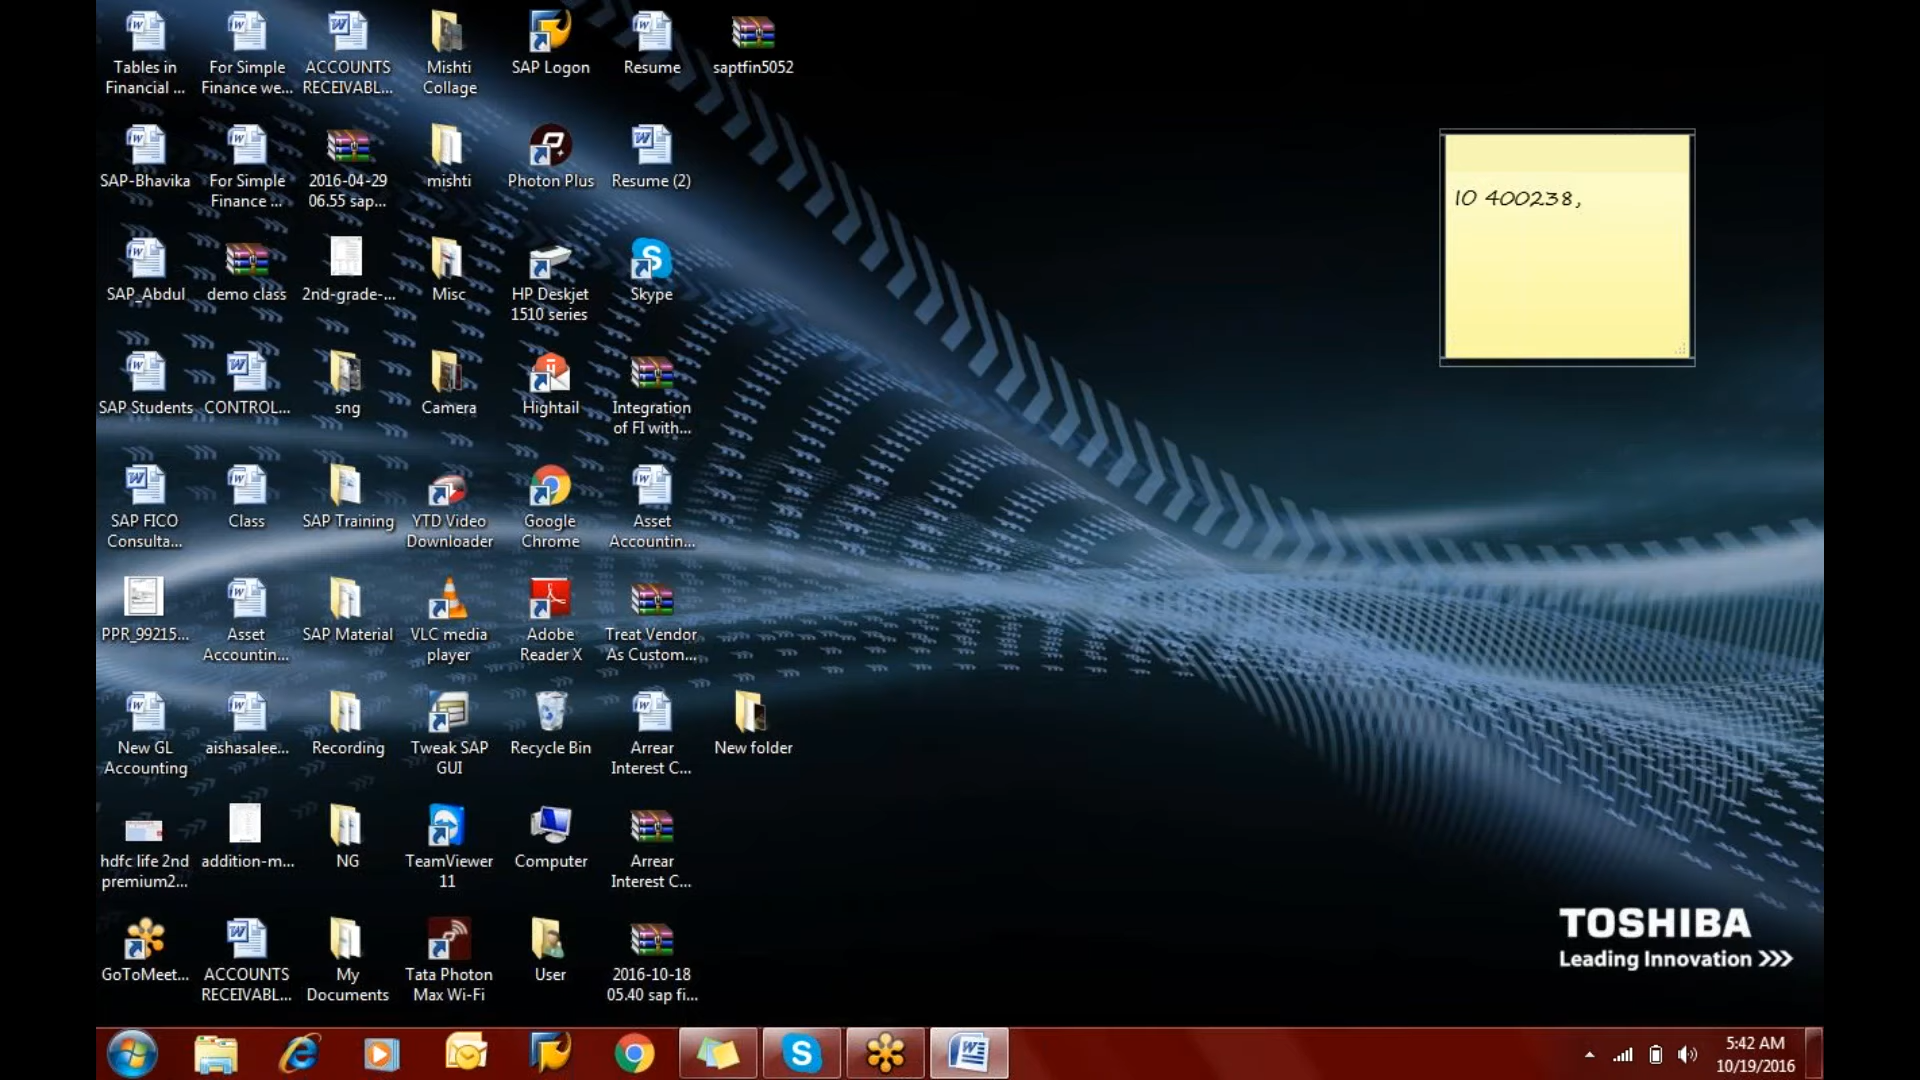 Tables in
Financial ...
For Simple
Finance we...
ACCOUNTS
RECEIVABL...
Mishti
Collage
SAP Logon
Resume
saptfin5052
SAP-Bhavika
For Simple
Finance ...
2016-04-29
06.55 sap...
mishti
Photon Plus
Resume (2)
IO 400238,
SAP_Abdul
demo class
2nd-grade-...
Misc
HP Deskjet
1510 series
Skype
SAP Students
CONTROL...
sng
Camera
Hightail
Integration
of FI with...
SAP FICO
Consulta...
Class
SAP Training
YTD Video
Downloader
Google
Chrome
Asset
Accountin...
PPR_99215...
Asset
Accountin...
SAP Material
VLC media
player
Adobe
Reader X
Treat Vendor
As Custom...
New GL
Accounting
aishasalee...
Recording
Tweak SAP
GUI
Recycle Bin
Arrear
Interest C...
New folder
hdfc life 2nd
premium2...
addition-m...
NG
TeamViewer
11
Computer
Arrear
Interest C...
GoToMeet...
ACCOUNTS
RECEIVABL...
My
Documents
Tata Photon
Max Wi-Fi
User
2016-10-18
05.40 sap fi...
TOSHIBA
Leading Innovation >>>
5:42 AM
10/19/2016